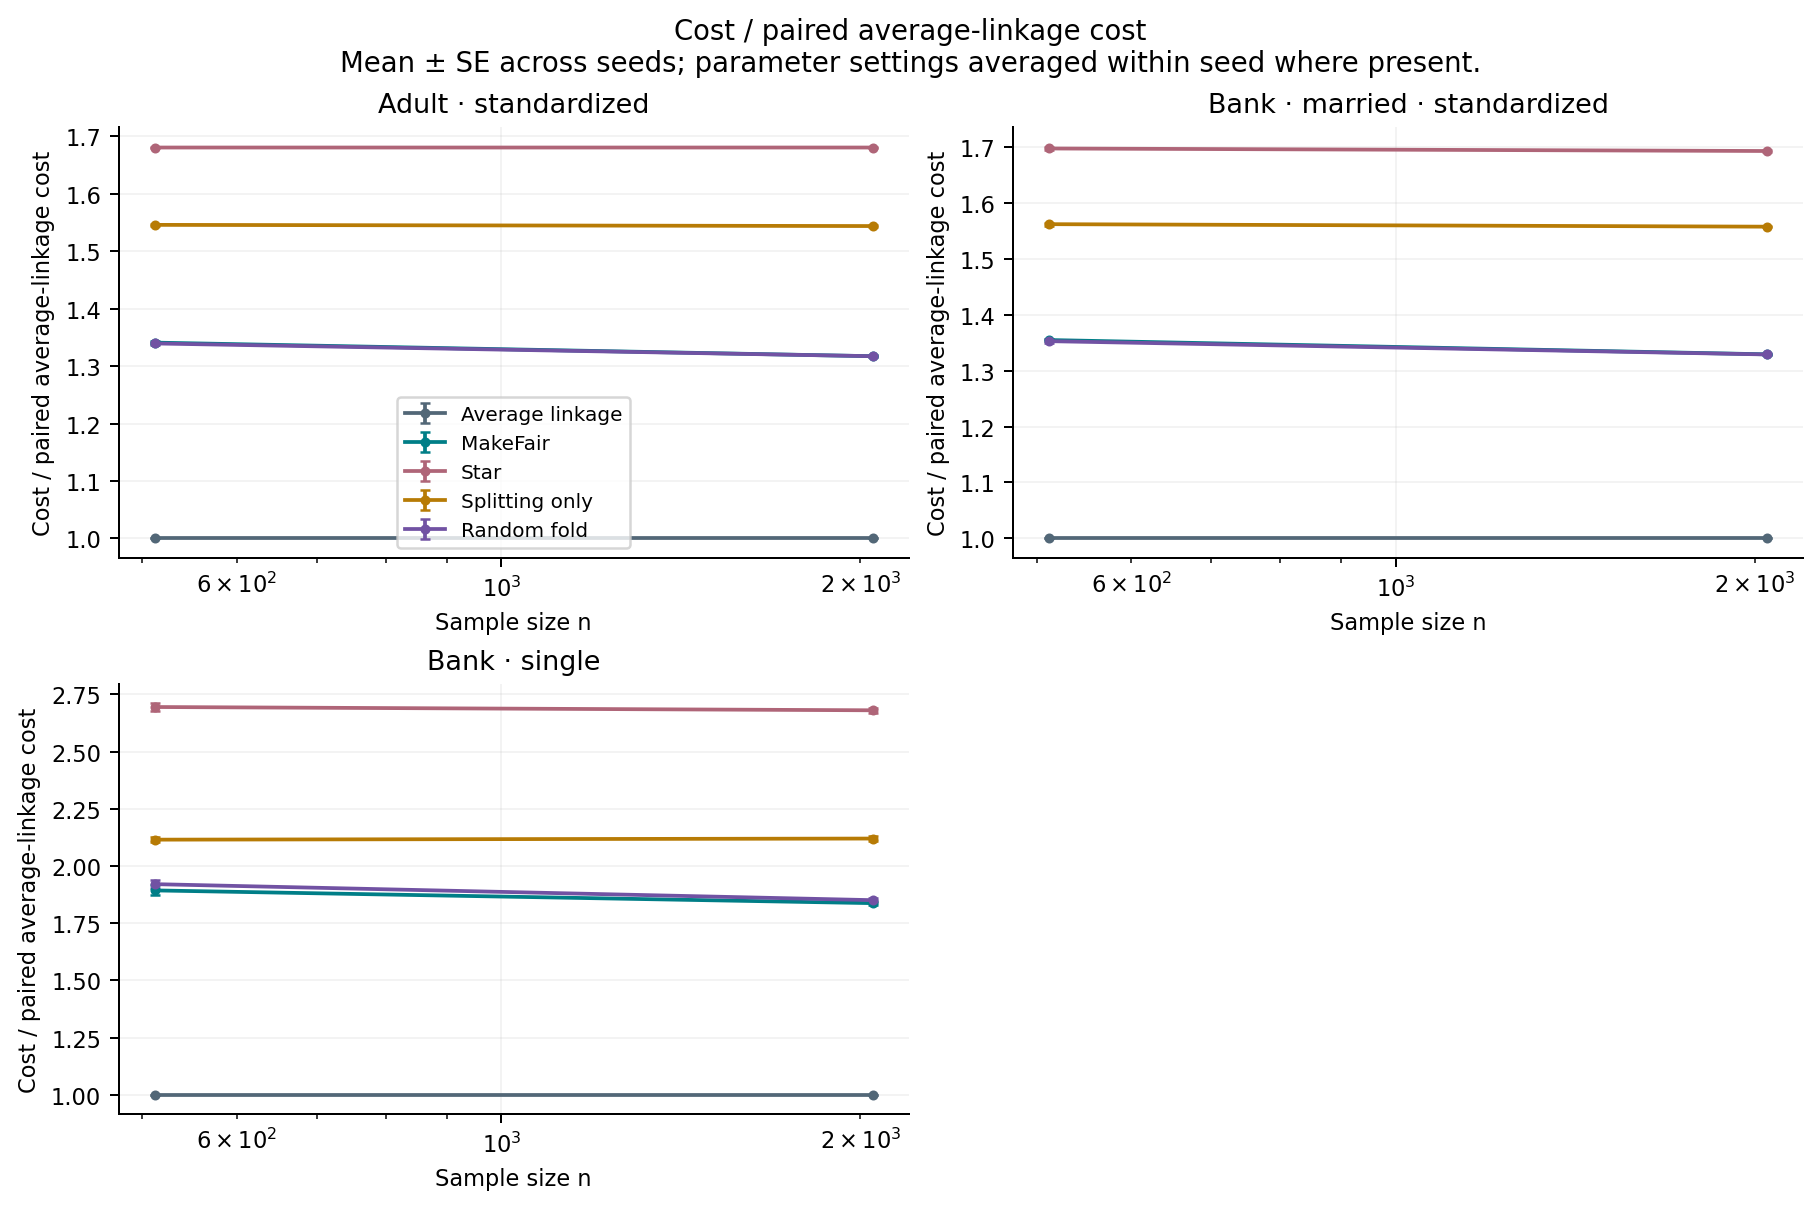 Cost / paired average-linkage cost
Mean ± SE across seeds; parameter settings averaged within seed where present.
Adult · standardized
Cost / paired average-linkage cost
1.7
1.6
1.5
1.4
1.3
1.2
1.1
1.0
Average linkage
MakeFair
Star
Splitting only
Random fold
6 × 10²
10³
2 × 10³
Sample size n
Bank · married · standardized
Cost / paired average-linkage cost
1.7
1.6
1.5
1.4
1.3
1.2
1.1
1.0
6 × 10²
10³
2 × 10³
Sample size n
Bank · single
Cost / paired average-linkage cost
2.75
2.50
2.25
2.00
1.75
1.50
1.25
1.00
6 × 10²
10³
2 × 10³
Sample size n